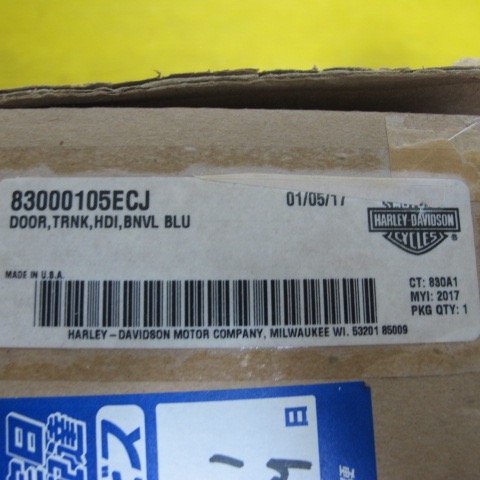 83000105ECJ
01/05/17
DOOR,TRNK,HDI,BNVL BLU
HARLEY-DAVIDSON
CYCLES
®
MADE IN U.S.A.
CT: 830A1
MYI: 2017
PKG QTY: 1
HARLEY-DAVIDSON MOTOR COMPANY, MILWAUKEE WI. 53201 85009
日